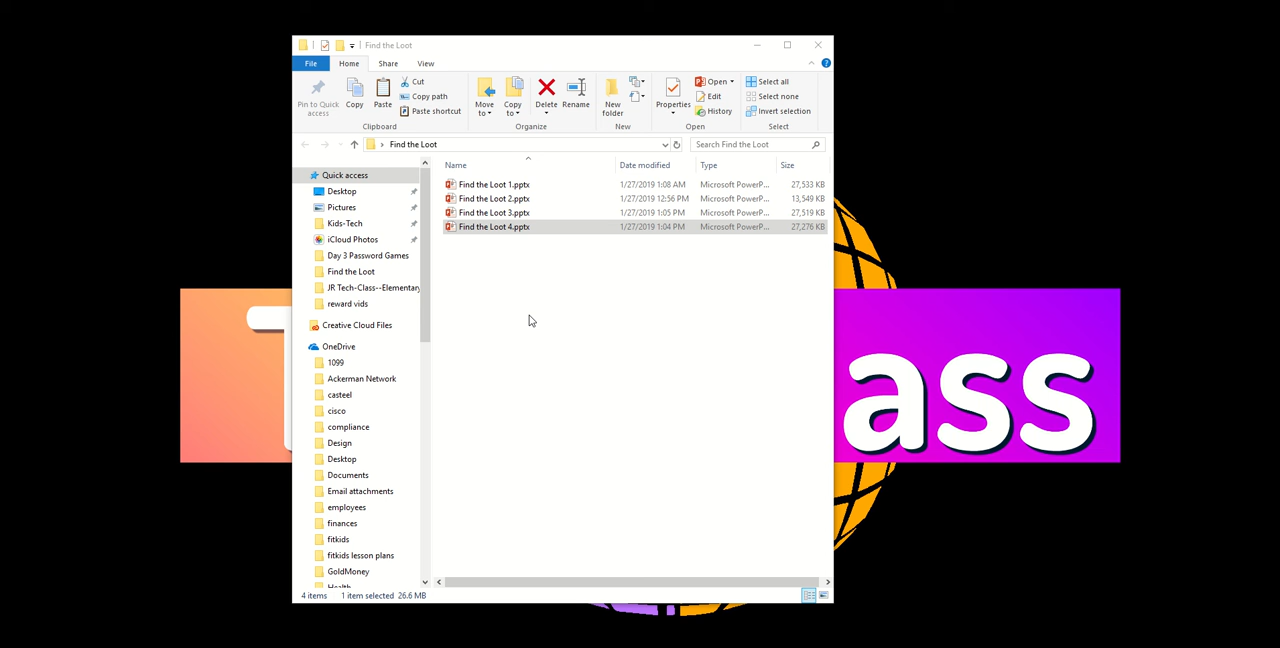 Find the Loot
File Home Share View
Pin to Quick access
Copy
Paste
Cut
Copy path
Paste shortcut
Clipboard
Move to
Copy to
Delete
Rename
Organize
New folder
New
Properties
Open
Edit
History
Open
Select all
Select none
Invert selection
Select
Find the Loot
Search Find the Loot
Name Date modified Type Size
Find the Loot 1.pptx 1/27/2019 1:08 AM Microsoft PowerP... 27,533 KB
Find the Loot 2.pptx 1/27/2019 12:56 PM Microsoft PowerP... 13,549 KB
Find the Loot 3.pptx 1/27/2019 1:05 PM Microsoft PowerP... 27,519 KB
Find the Loot 4.pptx 1/27/2019 1:04 PM Microsoft PowerP... 27,276 KB
Quick access
Desktop
Pictures
Kids-Tech
iCloud Photos
Day 3 Password Games
Find the Loot
JR Tech-Class--Elementary
reward vids
Creative Cloud Files
OneDrive
1099
Ackerman Network
casteel
cisco
compliance
Design
Desktop
Documents
Email attachments
employees
finances
fitkids
fitkids lesson plans
GoldMoney
Health
4 items 1 item selected 26.6 MB
ass